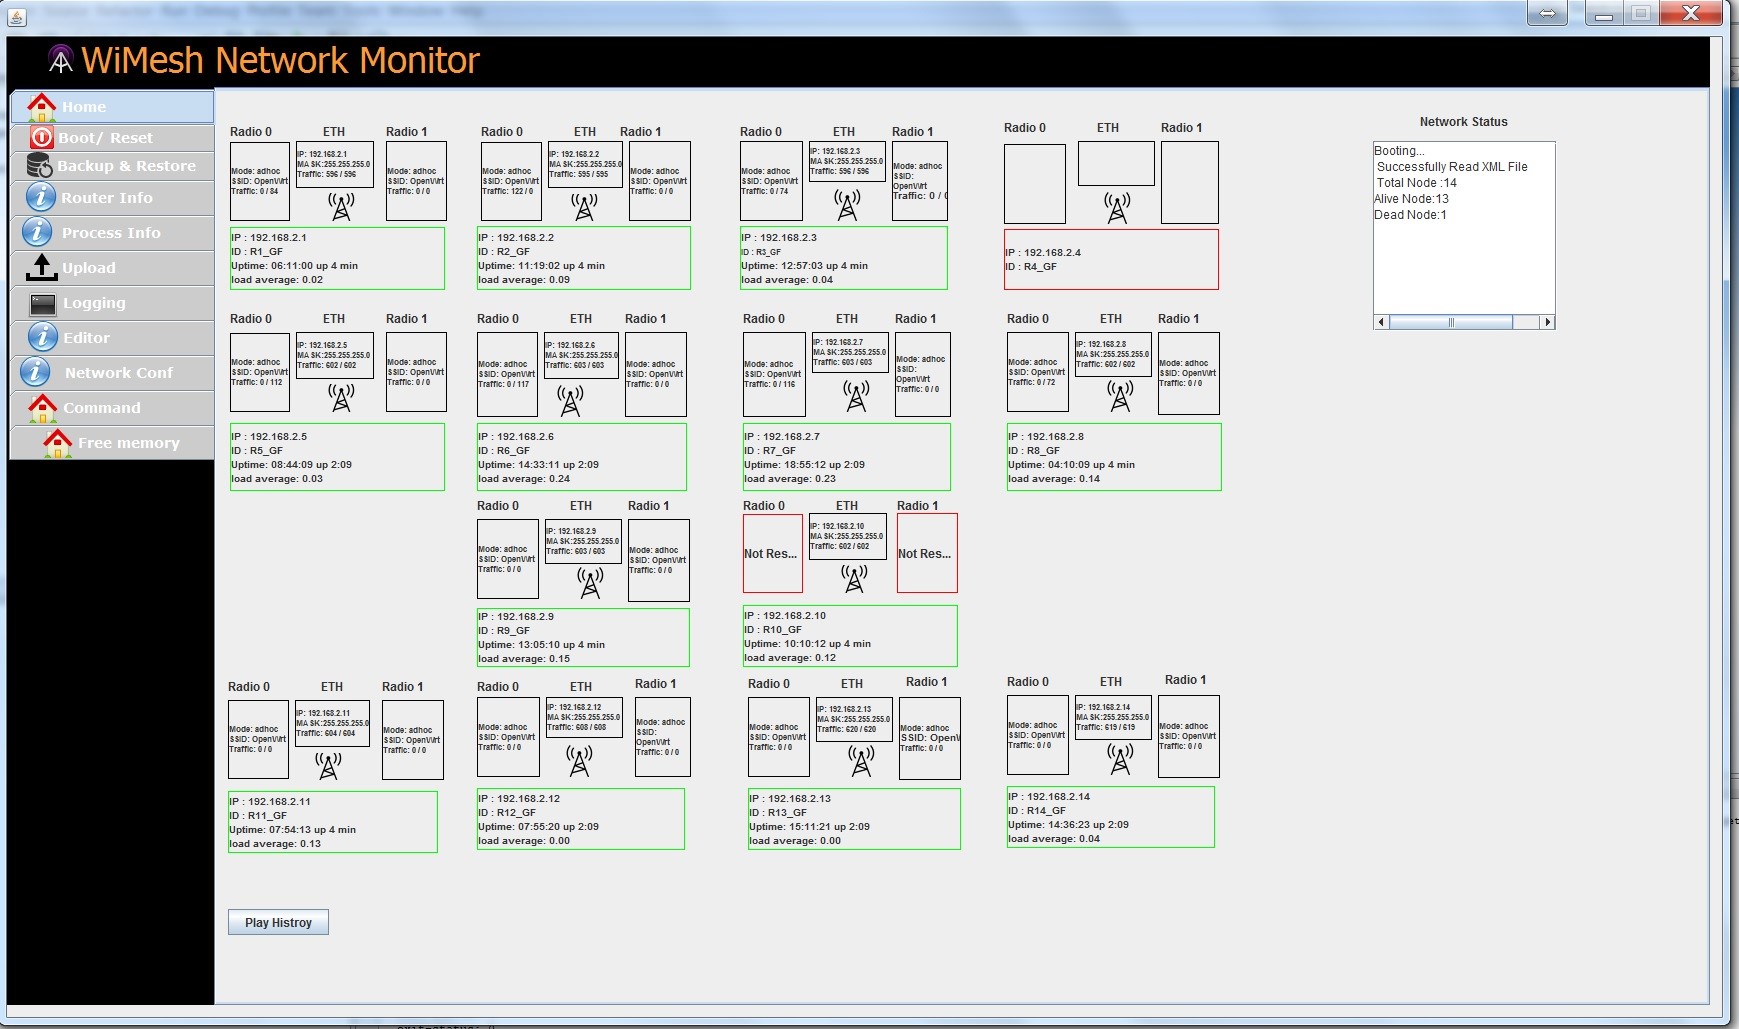 WiMesh Network Monitor
Home
Boot/ Reset
Backup & Restore
Router Info
Process Info
Upload
Logging
Editor
Network Conf
Command
Free memory
Radio 0 ETH Radio 1
Mode: adhoc
SSID: OpenWrt
Traffic: 0 / 84
IP: 192.168.2.1
MA SK:255.255.255.0
Traffic: 596 / 596
Mode: adhoc
SSID: OpenWrt
Traffic: 0 / 0
IP : 192.168.2.1
ID : R1_GF
Uptime: 06:11:00 up 4 min
load average: 0.02
Radio 0 ETH Radio 1
Mode: adhoc
SSID: OpenWrt
Traffic: 122 / 0
IP: 192.168.2.2
MA SK:255.255.255.0
Traffic: 595 / 595
Mode: adhoc
SSID: OpenWrt
Traffic: 0 / 0
IP : 192.168.2.2
ID : R2_GF
Uptime: 11:19:02 up 4 min
load average: 0.09
Radio 0 ETH Radio 1
Mode: adhoc
SSID: OpenWrt
Traffic: 0 / 74
IP: 192.168.2.3
MA SK:255.255.255.0
Traffic: 596 / 596
Mode: adhoc
SSID:
OpenWrt
Traffic: 0 / 0
IP : 192.168.2.3
ID : R3_GF
Uptime: 12:57:03 up 4 min
load average: 0.04
Radio 0 ETH Radio 1
IP : 192.168.2.4
ID : R4_GF
Network Status
Booting...
Successfully Read XML File
Total Node :14
Alive Node:13
Dead Node:1
Radio 0 ETH Radio 1
Mode: adhoc
SSID: OpenWrt
Traffic: 0 / 112
IP: 192.168.2.5
MA SK:255.255.255.0
Traffic: 602 / 602
Mode: adhoc
SSID: OpenWrt
Traffic: 0 / 0
IP : 192.168.2.5
ID : R5_GF
Uptime: 08:44:09 up 2:09
load average: 0.03
Radio 0 ETH Radio 1
Mode: adhoc
SSID: OpenWrt
Traffic: 0 / 117
IP: 192.168.2.6
MA SK:255.255.255.0
Traffic: 603 / 603
Mode: adhoc
SSID: OpenWrt
Traffic: 0 / 0
IP : 192.168.2.6
ID : R6_GF
Uptime: 14:33:11 up 2:09
load average: 0.24
Radio 0 ETH Radio 1
Mode: adhoc
SSID: OpenWrt
Traffic: 0 / 116
IP: 192.168.2.7
MA SK:255.255.255.0
Traffic: 603 / 603
Mode: adhoc
SSID:
OpenWrt
Traffic: 0 / 0
IP : 192.168.2.7
ID : R7_GF
Uptime: 18:55:12 up 2:09
load average: 0.23
Radio 0 ETH Radio 1
Mode: adhoc
SSID: OpenWrt
Traffic: 0 / 72
IP: 192.168.2.8
MA SK:255.255.255.0
Traffic: 602 / 602
Mode: adhoc
SSID: OpenWrt
Traffic: 0 / 0
IP : 192.168.2.8
ID : R8_GF
Uptime: 04:10:09 up 4 min
load average: 0.14
Radio 0 ETH Radio 1
Mode: adhoc
SSID: OpenWrt
Traffic: 0 / 0
IP: 192.168.2.9
MA SK:255.255.255.0
Traffic: 603 / 603
Mode: adhoc
SSID: OpenWrt
Traffic: 0 / 0
IP : 192.168.2.9
ID : R9_GF
Uptime: 13:05:10 up 4 min
load average: 0.15
Radio 0 ETH Radio 1
Not Res...
IP: 192.168.2.10
MA SK:255.255.255.0
Traffic: 602 / 602
Not Res...
IP : 192.168.2.10
ID : R10_GF
Uptime: 10:10:12 up 4 min
load average: 0.12
Radio 0 ETH Radio 1
Mode: adhoc
SSID: OpenWrt
Traffic: 0 / 0
IP: 192.168.2.11
MA SK:255.255.255.0
Traffic: 604 / 604
Mode: adhoc
SSID: OpenWrt
Traffic: 0 / 0
IP : 192.168.2.11
ID : R11_GF
Uptime: 07:54:13 up 4 min
load average: 0.13
Radio 0 ETH Radio 1
Mode: adhoc
SSID: OpenWrt
Traffic: 0 / 0
IP: 192.168.2.12
MA SK:255.255.255.0
Traffic: 608 / 608
Mode: adhoc
SSID:
OpenWrt
Traffic: 0 / 0
IP : 192.168.2.12
ID : R12_GF
Uptime: 07:55:20 up 2:09
load average: 0.00
Radio 0 ETH Radio 1
Mode: adhoc
SSID: OpenWrt
Traffic: 0 / 0
IP: 192.168.2.13
MA SK:255.255.255.0
Traffic: 620 / 620
Mode: adhoc
SSID: OpenW
Traffic: 0 / 0
IP : 192.168.2.13
ID : R13_GF
Uptime: 15:11:21 up 2:09
load average: 0.00
Radio 0 ETH Radio 1
Mode: adhoc
SSID: OpenWrt
Traffic: 0 / 0
IP: 192.168.2.14
MA SK:255.255.255.0
Traffic: 619 / 619
Mode: adhoc
SSID: OpenWrt
Traffic: 0 / 0
IP : 192.168.2.14
ID : R14_GF
Uptime: 14:36:23 up 2:09
load average: 0.04
Play Histroy